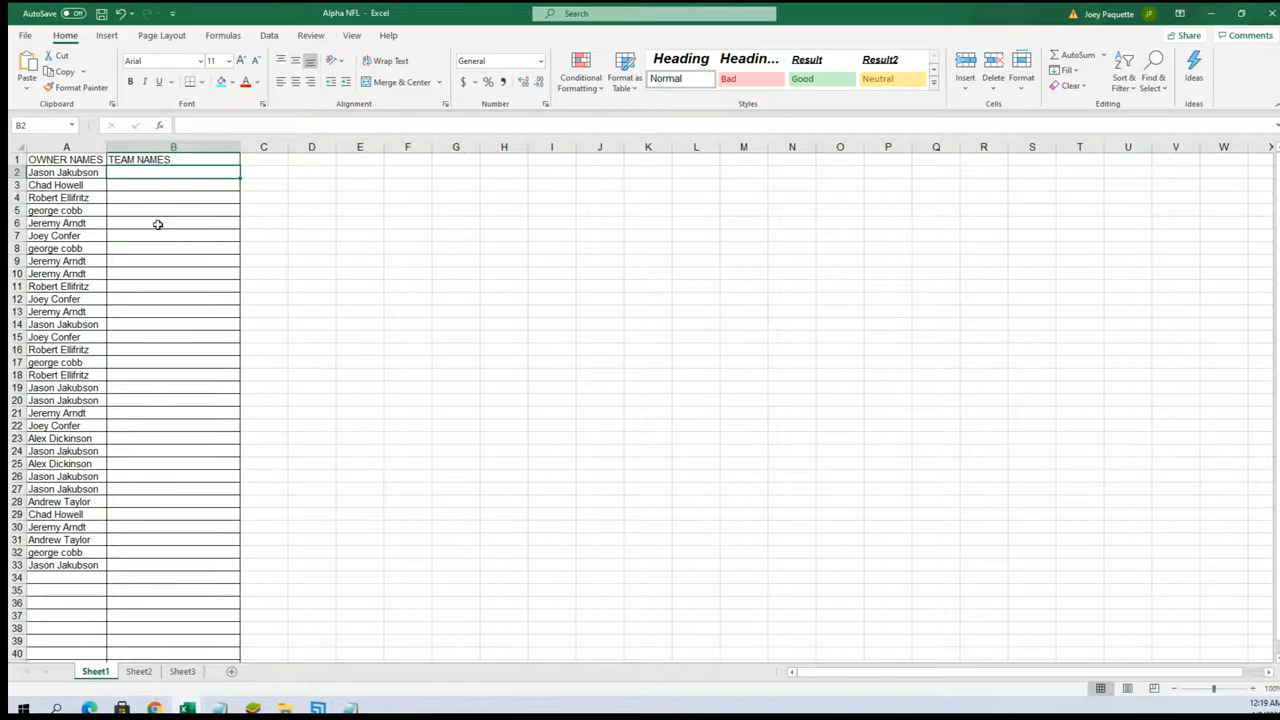 AutoSave Off
Alpha NFL - Excel
Search
Joey Paquette JP
File Home Insert Page Layout Formulas Data Review View Help
Share Comments
Paste
Cut
Copy
Format Painter
Clipboard
Arial 11
B I U
Font
Wrap Text
Merge & Center
Alignment
General
$ % ,
Number
Conditional Formatting
Format as Table
Heading Headin... Result Result2
Normal Bad Good Neutral
Styles
Insert Delete Format
Cells
AutoSum
Fill
Clear
Sort & Filter
Find & Select
Editing
Ideas
Ideas
B2 fx
A B C D E F G H I J K L M N O P Q R S T U V W X
1 OWNER NAMES TEAM NAMES
2 Jason Jakubson
3 Chad Howell
4 Robert Ellifritz
5 george cobb
6 Jeremy Arndt
7 Joey Confer
8 george cobb
9 Jeremy Arndt
10 Jeremy Arndt
11 Robert Ellifritz
12 Joey Confer
13 Jeremy Arndt
14 Jason Jakubson
15 Joey Confer
16 Robert Ellifritz
17 george cobb
18 Robert Ellifritz
19 Jason Jakubson
20 Jason Jakubson
21 Jeremy Arndt
22 Joey Confer
23 Alex Dickinson
24 Jason Jakubson
25 Alex Dickinson
26 Jason Jakubson
27 Jason Jakubson
28 Andrew Taylor
29 Chad Howell
30 Jeremy Arndt
31 Andrew Taylor
32 george cobb
33 Jason Jakubson
34
35
36
37
38
39
40
Sheet1 Sheet2 Sheet3
100%
12:19 AM